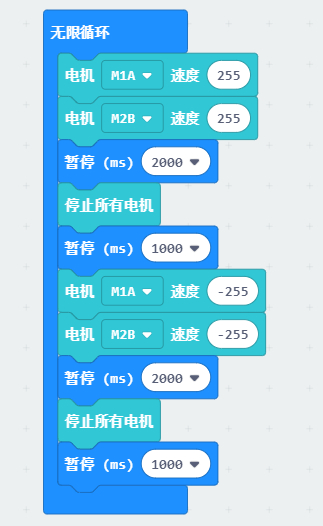 无限循环
电机 M1A 速度 255
电机 M2B 速度 255
暂停 (ms) 2000
停止所有电机
暂停 (ms) 1000
电机 M1A 速度 -255
电机 M2B 速度 -255
暂停 (ms) 2000
停止所有电机
暂停 (ms) 1000